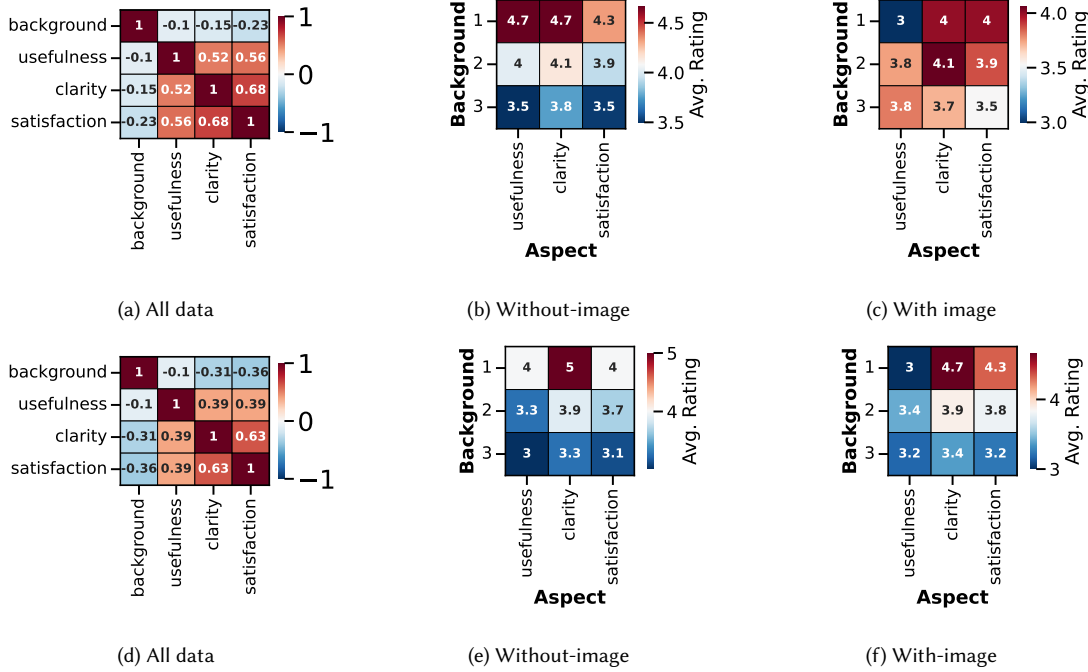 background
usefulness
clarity
satisfaction
1 -0.1 -0.15 -0.23
-0.1 1 0.52 0.56
-0.15 0.52 1 0.68
-0.23 0.56 0.68 1
background
usefulness
clarity
satisfaction
1
0
−1
(a) All data
Background
1
2
3
4.7 4.7 4.3
4 4.1 3.9
3.5 3.8 3.5
usefulness
clarity
satisfaction
Aspect
4.5
4.0
3.5
Avg. Rating
(b) Without-image
Background
1
2
3
3 4 4
3.8 4.1 3.9
3.8 3.7 3.5
usefulness
clarity
satisfaction
Aspect
4.0
3.5
3.0
Avg. Rating
(c) With image
background
usefulness
clarity
satisfaction
1 -0.1 -0.31 -0.36
-0.1 1 0.39 0.39
-0.31 0.39 1 0.63
-0.36 0.39 0.63 1
background
usefulness
clarity
satisfaction
1
0
−1
(d) All data
Background
1
2
3
4 5 4
3.3 3.9 3.7
3 3.3 3.1
usefulness
clarity
satisfaction
Aspect
5
4
Avg. Rating
(e) Without-image
Background
1
2
3
3 4.7 4.3
3.4 3.9 3.8
3.2 3.4 3.2
usefulness
clarity
satisfaction
Aspect
4
3
Avg. Rating
(f) With-image